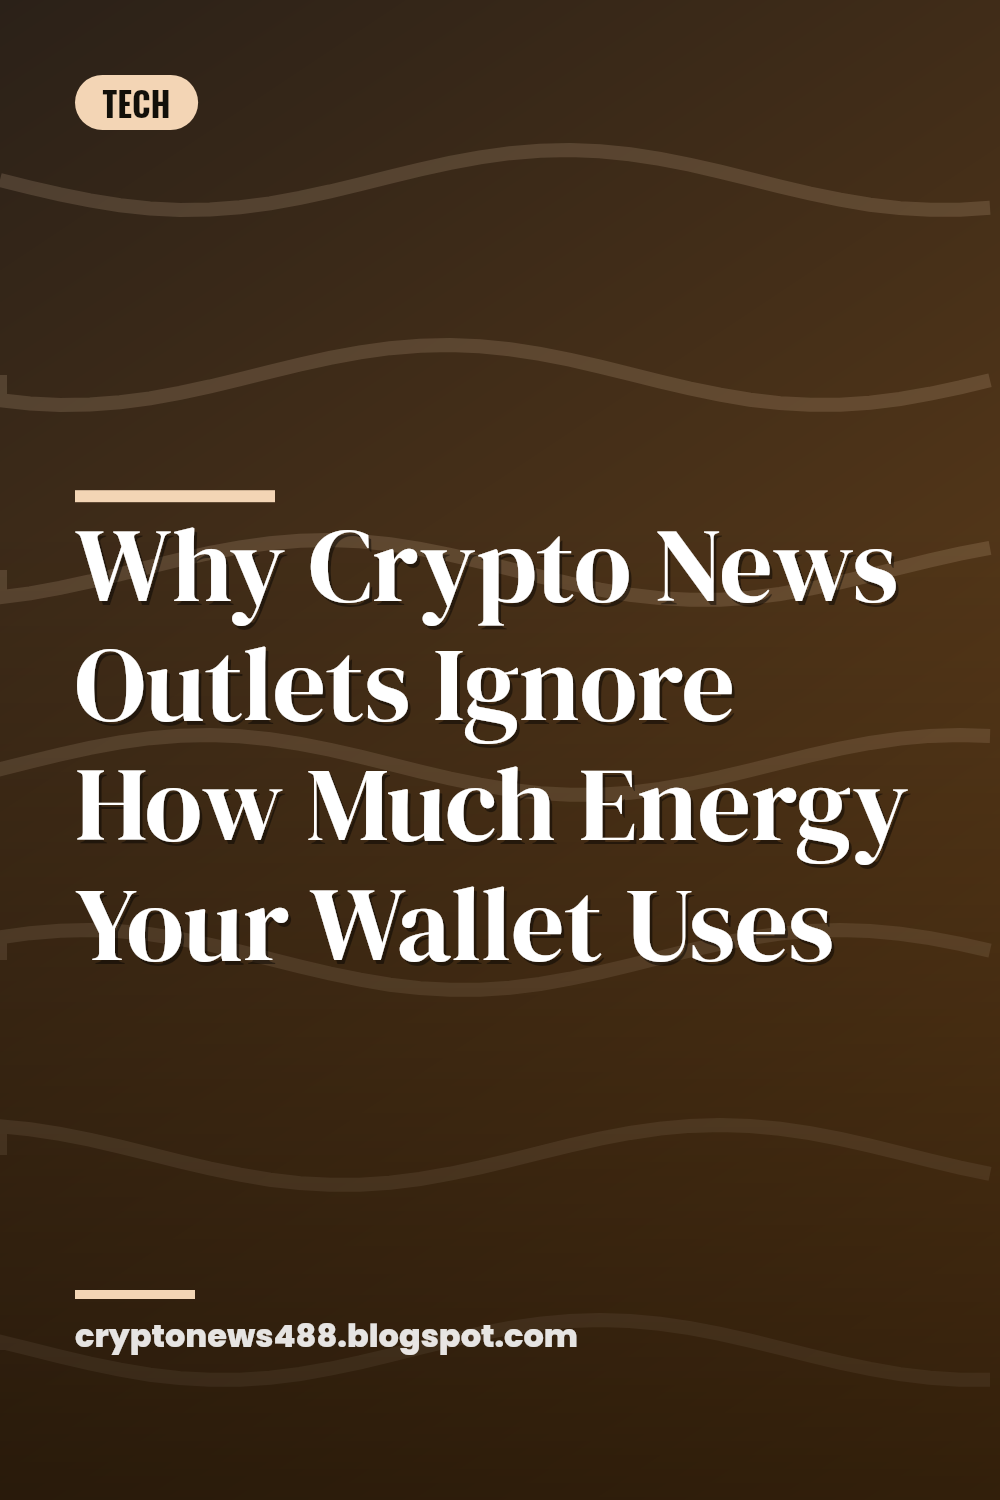 TECH
Why Crypto News
Outlets Ignore
How Much Energy
Your Wallet Uses
cryptonews488.blogspot.com